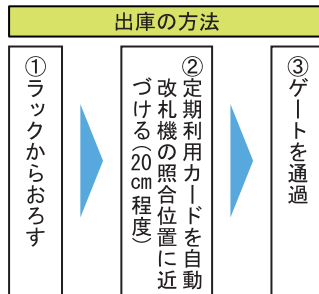 出庫の方法
①ラックからおろす
②定期利用カードを自動
改札機の照合位置に近
づける(20cm程度)
③ゲートを通過